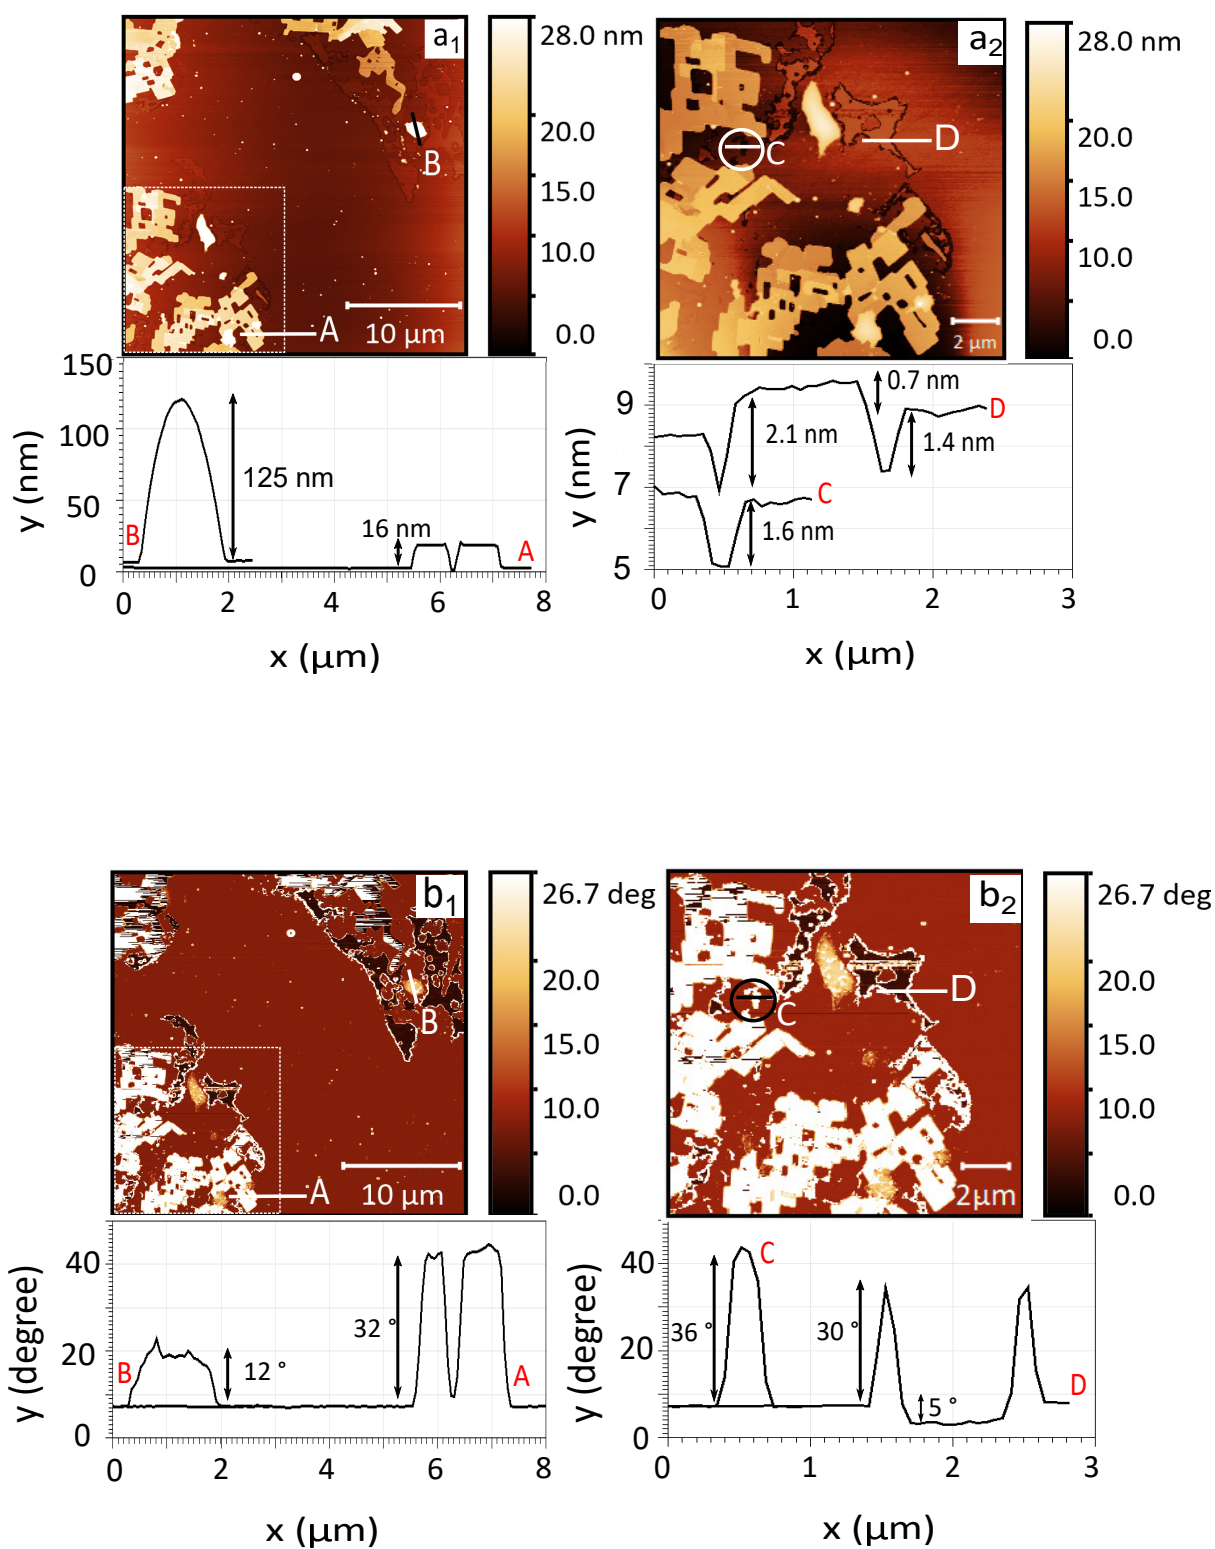 a1
28.0 nm
20.0
15.0
10.0
0.0
B
A
10 μm
a2
28.0 nm
20.0
15.0
10.0
0.0
C
D
2 μm
150
100
50
0
y (nm)
B
125 nm
16 nm
A
0 2 4 6 8
x (μm)
9
7
5
y (nm)
0.7 nm
D
2.1 nm
1.4 nm
C
1.6 nm
0 1 2 3
x (μm)
b1
26.7 deg
20.0
15.0
10.0
0.0
B
A
10 μm
b2
26.7 deg
20.0
15.0
10.0
0.0
C
D
2μm
40
20
0
y (degree)
B
12 °
32 °
A
0 2 4 6 8
x (μm)
40
20
0
y (degree)
C
36 °
30 °
5 °
D
0 1 2 3
x (μm)